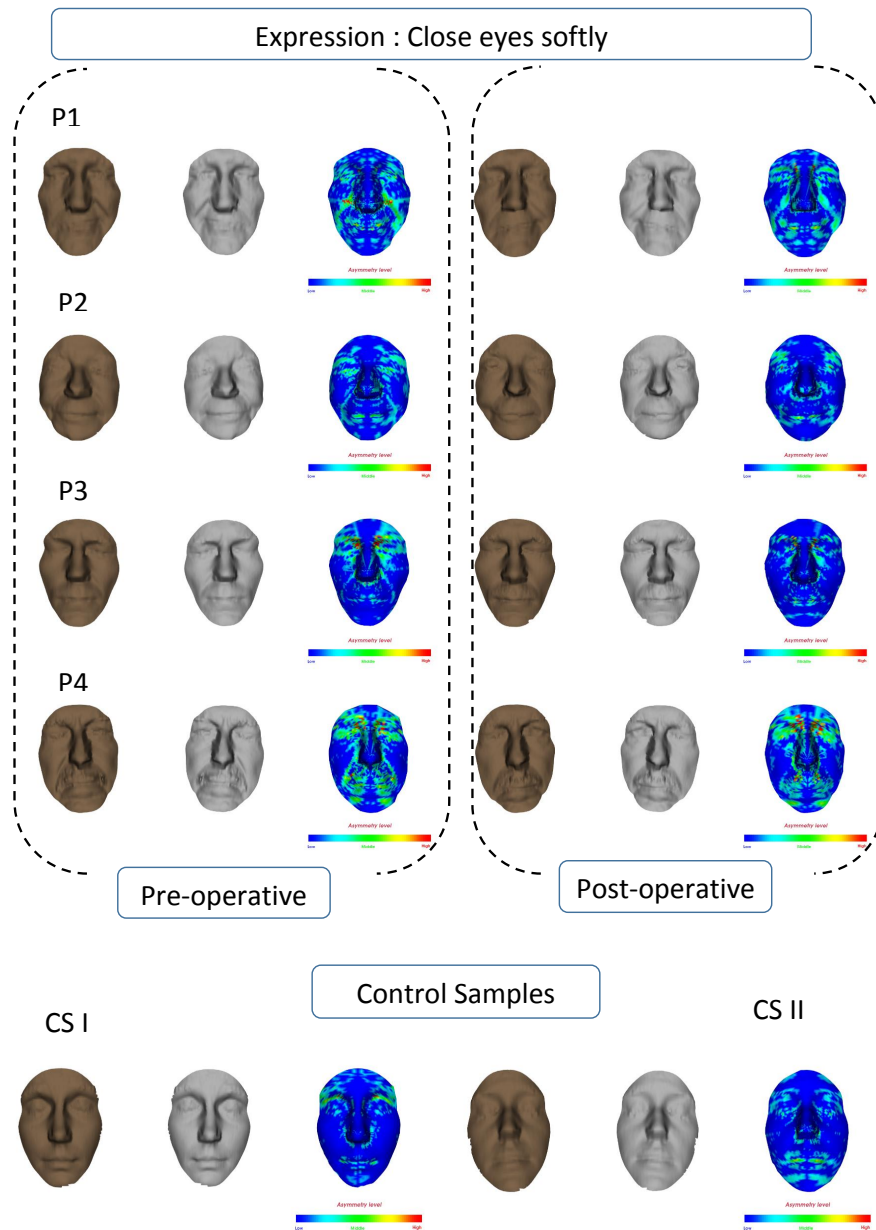 Expression : Close eyes softly
P1
Asymmetry level
Low Middle High
Asymmetry level
Low Middle High
P2
Asymmetry level
Low Middle High
Asymmetry level
Low Middle High
P3
Asymmetry level
Low Middle High
Asymmetry level
Low Middle High
P4
Asymmetry level
Low Middle High
Asymmetry level
Low Middle High
Pre-operative
Post-operative
Control Samples
CS I
CS II
Asymmetry level
Low Middle High
Asymmetry level
Low Middle High